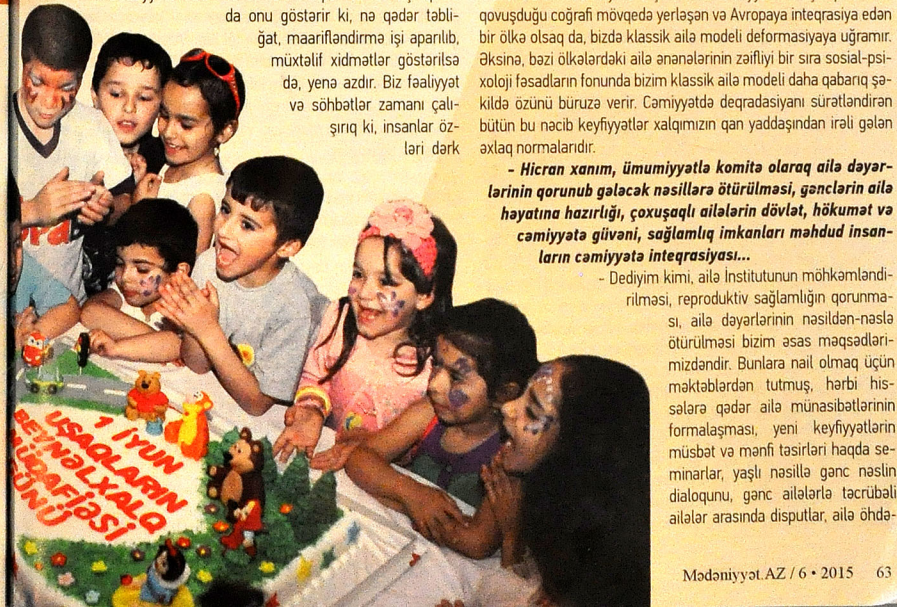 da onu göstərir ki, nə qədər təbli-
ğat, maarifləndirmə işi aparılıb,
müxtəlif xidmətlər göstərilsə
də, yenə azdır. Biz fəaliyyət
və söhbətlər zamanı çalı-
şırıq ki, insanlar öz-
ləri dərk
qovuşduğu coğrafi mövqedə yerləşən və Avropaya inteqrasiya edən
bir ölkə olsaq da, bizdə klassik ailə modeli deformasiyaya uğramır.
Əksinə, bəzi ölkələrdəki ailə ənənələrinin zəifliyi bir sıra sosial-psi-
xoloji fəsadların fonunda bizim klassik ailə modeli daha qabarıq şə-
kildə özünü büruzə verir. Cəmiyyətdə deqradasiyanı sürətləndirən
bütün bu nəcib keyfiyyətlər xalqımızın qan yaddaşından irəli gələn
əxlaq normalarıdır.
- Hicran xanım, ümumiyyətlə komitə olaraq ailə dəyər-
lərinin qorunub gələcək nəsillərə ötürülməsi, gənclərin ailə
həyatına hazırlığı, çoxuşaqlı ailələrin dövlət, hökumət və
cəmiyyətə güvəni, sağlamlıq imkanları məhdud insan-
ların cəmiyyətə inteqrasiyası...
- Dediyim kimi, ailə İnstitutunun möhkəmləndi-
rilməsi, reproduktiv sağlamlığın qorunma-
sı, ailə dəyərlərinin nəsildən-nəslə
ötürülməsi bizim əsas məqsədləri-
mizdəndir. Bunlara nail olmaq üçün
məktəblərdən tutmuş, hərbi his-
sələrə qədər ailə münasibətlərinin
formalaşması, yeni keyfiyyətlərin
müsbət və mənfi təsirləri haqda se-
minarlar, yaşlı nəsillə gənc nəslin
dialoqunu, gənc ailələrlə təcrübəli
ailələr arasında disputlar, ailə öhdə-
1 İYUN
UŞAQLARIN
BEYNƏLXALQ
MÜDAFİƏSİ
GÜNÜ
Mədəniyyət.AZ / 6 • 2015 63